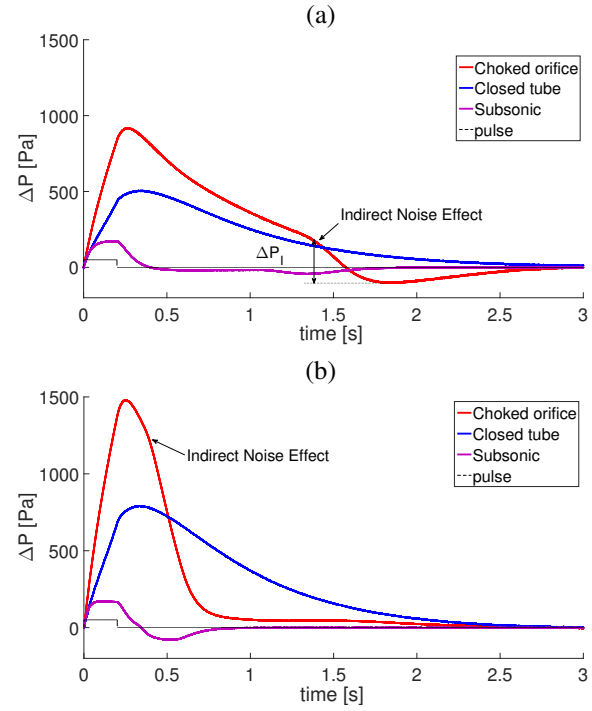 (a)
1500
1000
500
0
ΔP [Pa]
Choked orifice
Closed tube
Subsonic
pulse
Indirect Noise Effect
ΔP_I
0 0.5 1 1.5 2 2.5 3
time [s]
(b)
1500
1000
500
0
ΔP [Pa]
Choked orifice
Closed tube
Subsonic
pulse
Indirect Noise Effect
0 0.5 1 1.5 2 2.5 3
time [s]